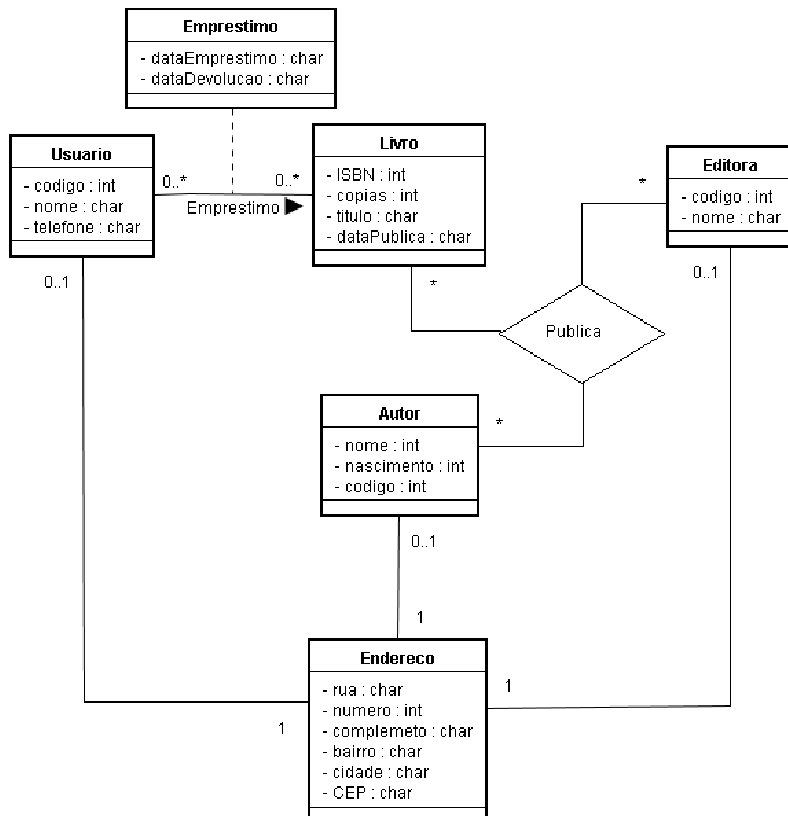 Emprestimo
- dataEmprestimo : char
- dataDevolucao : char
Usuario
- codigo : int
- nome : char
- telefone : char
0..*
0..*
Emprestimo
Livro
- ISBN : int
- copias : int
- titulo : char
- dataPublica : char
Editora
- codigo : int
- nome : char
*
0..1
0..1
*
Publica
Autor
- nome : int
- nascimento : int
- codigo : int
*
0..1
1
Endereco
- rua : char
- numero : int
- complemeto : char
- bairro : char
- cidade : char
- CEP : char
1
1